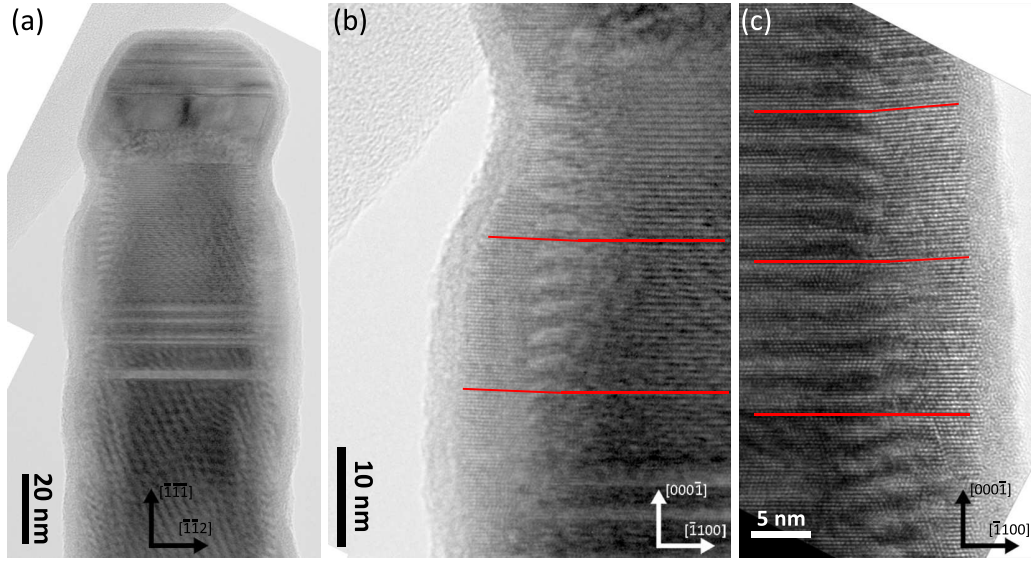 (a)
20 nm
[1̅1̅1̅]
[1̅1̅2]
(b)
10 nm
[0001̅]
[1̅100]
(c)
5 nm
[0001̅]
[1̅100]